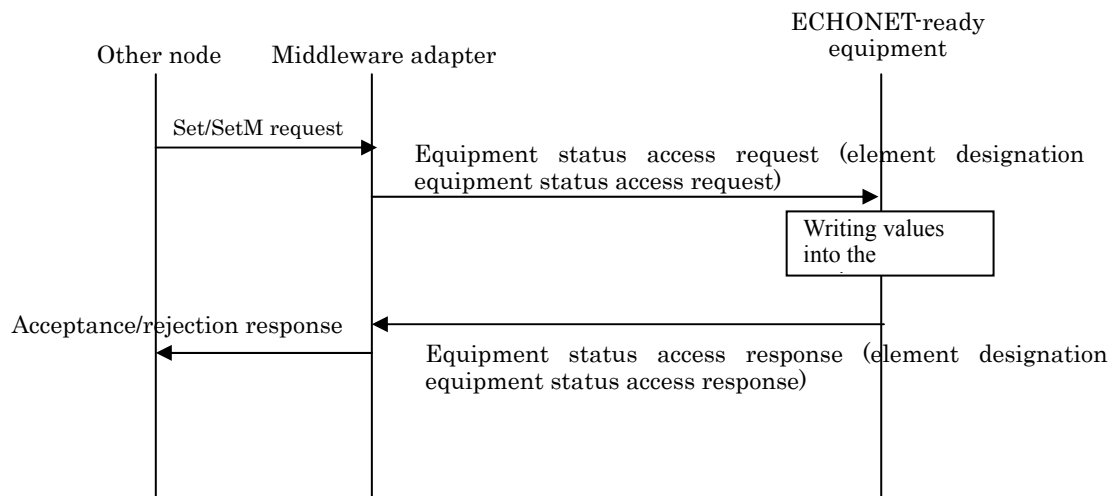 ECHONET-ready
equipment
Other node
Middleware adapter
Set/SetM request
Equipment status access request (element designation
equipment status access request)
Writing values
into the
Acceptance/rejection response
Equipment status access response (element designation
equipment status access response)